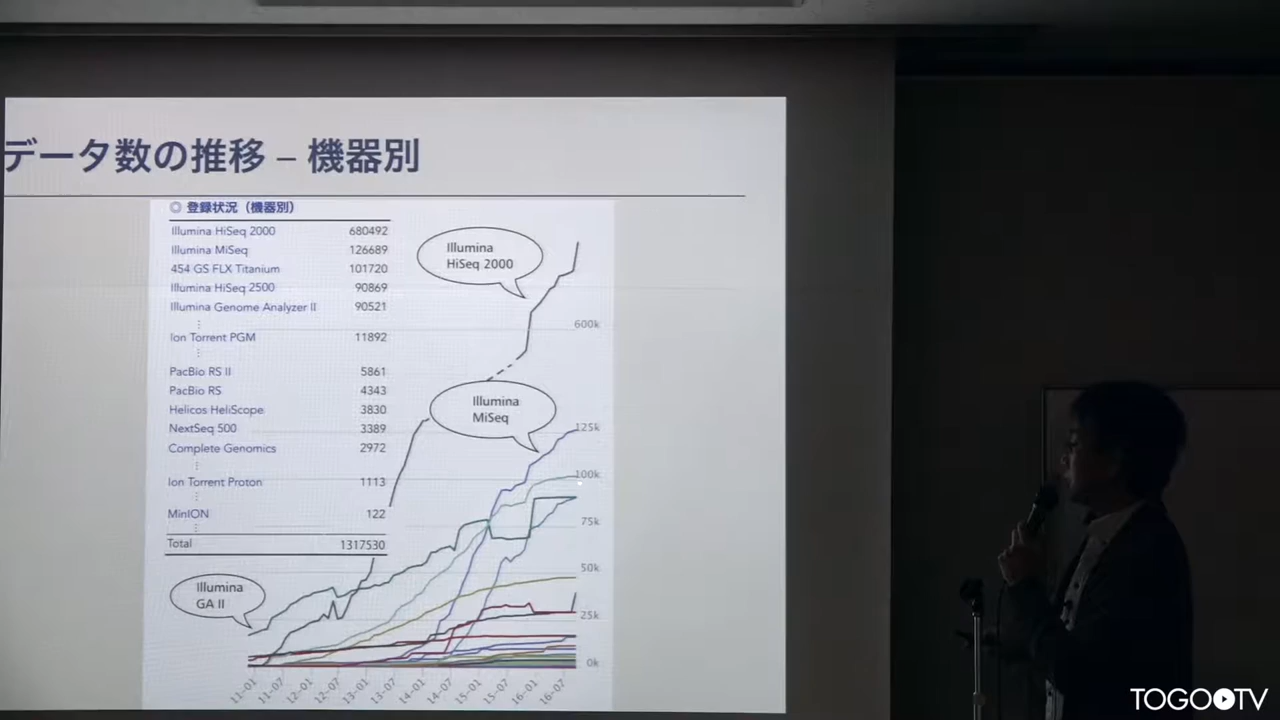 データ数の推移 – 機器別
◎ 登録状況（機器別）
Illumina HiSeq 2000 680492
Illumina MiSeq 126689
454 GS FLX Titanium 101720
Illumina HiSeq 2500 90869
Illumina Genome Analyzer II 90521
⋮
Ion Torrent PGM 11892
⋮
PacBio RS II 5861
PacBio RS 4343
Helicos HeliScope 3830
NextSeq 500 3389
Complete Genomics 2972
⋮
Ion Torrent Proton 1113
⋮
MinION 122
⋮
Total 1317530
Illumina
HiSeq 2000
600k
Illumina
MiSeq
125k
100k
75k
50k
Illumina
GA II
25k
0k
11-01
11-07
12-01
12-07
13-01
13-07
14-01
14-07
15-01
15-07
16-01
16-07
TOGOTV